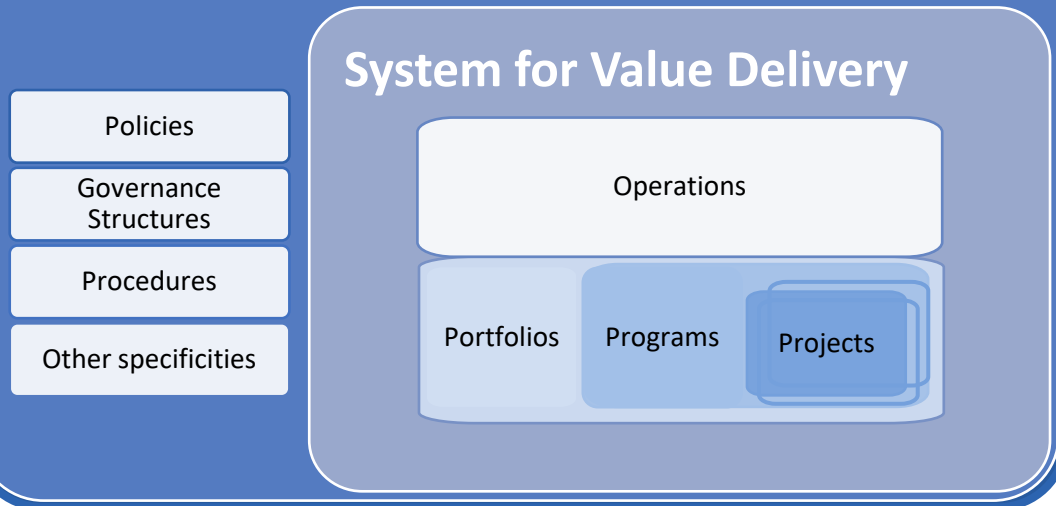 System for Value Delivery
Policies
Governance
Structures
Procedures
Other specificities
Operations
Portfolios
Programs
Projects